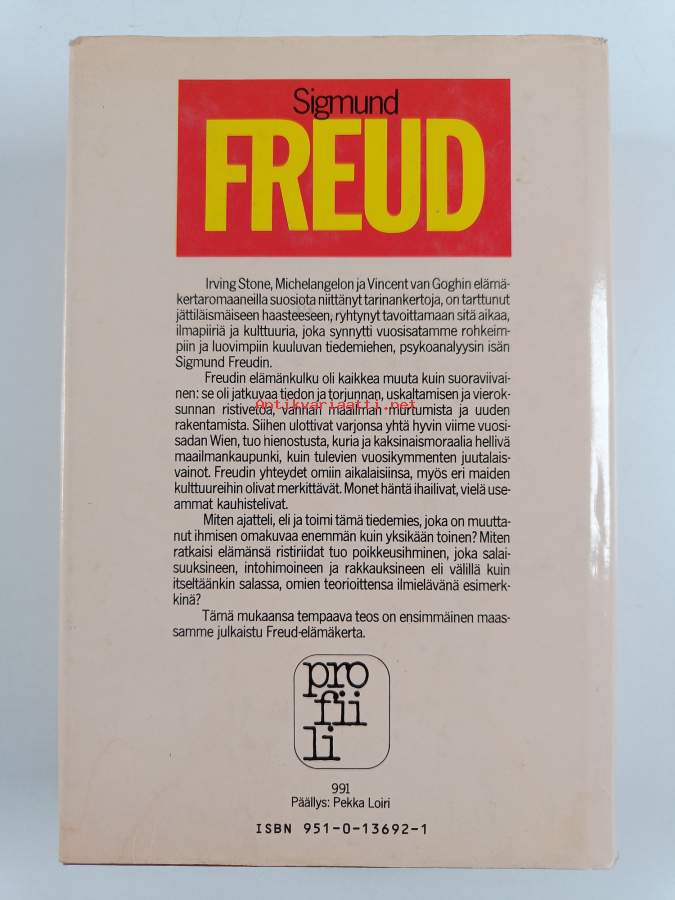 Sigmund
FREUD
Irving Stone, Michelangelon ja Vincent van Goghin elämä-
kertaromaaneilla suosiota niittänyt tarinankertoja, on tarttunut
jättiläismäiseen haasteeseen, ryhtynyt tavoittamaan sitä aikaa,
ilmapiiriä ja kulttuuria, joka synnytti vuosisatamme rohkeim-
piin ja luovimpiin kuuluvan tiedemiehen, psykoanalyysin isän
Sigmund Freudin.
Freudin elämänkulku oli kaikkea muuta kuin suoraviivai-
nen: se oli jatkuvaa tiedon ja torjunnan, uskaltamisen ja vierok-
Antikvariaatti.net
sunnan ristivetoa, vanhan maailman murtumista ja uuden
rakentamista. Siihen ulottivat varjonsa yhtä hyvin viime vuosi-
sadan Wien, tuo hienostusta, kuria ja kaksinaismoraalia hellivä
maailmankaupunki, kuin tulevien vuosikymmenten juutalais-
vainot. Freudin yhteydet omiin aikalaisiinsa, myös eri maiden
kulttuureihin olivat merkittävät. Monet häntä ihailivat, vielä use-
ammat kauhistelivat.
Miten ajatteli, eli ja toimi tämä tiedemies, joka on muutta-
nut ihmisen omakuvaa enemmän kuin yksikään toinen? Miten
ratkaisi elämänsä ristiriidat tuo poikkeusihminen, joka salai-
suuksineen, intohimoineen ja rakkauksineen eli välillä kuin
itseltäänkin salassa, omien teorioittensa ilmielävänä esimerk-
kinä?
Tämä mukaansa tempaava teos on ensimmäinen maas-
samme julkaistu Freud-elämäkerta.
pro
fii
li
991
Päällys: Pekka Loiri
ISBN 951-0-13692-1